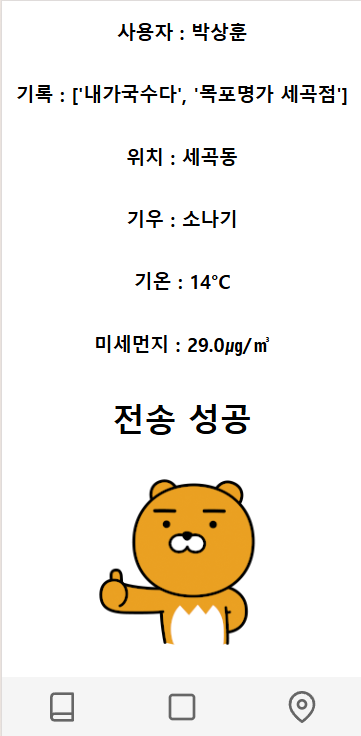 사용자 : 박상훈
기록 : ['내가국수다', '목포명가 세곡점']
위치 : 세곡동
기우 : 소나기
기온 : 14°C
미세먼지 : 29.0㎍/㎥
전송 성공